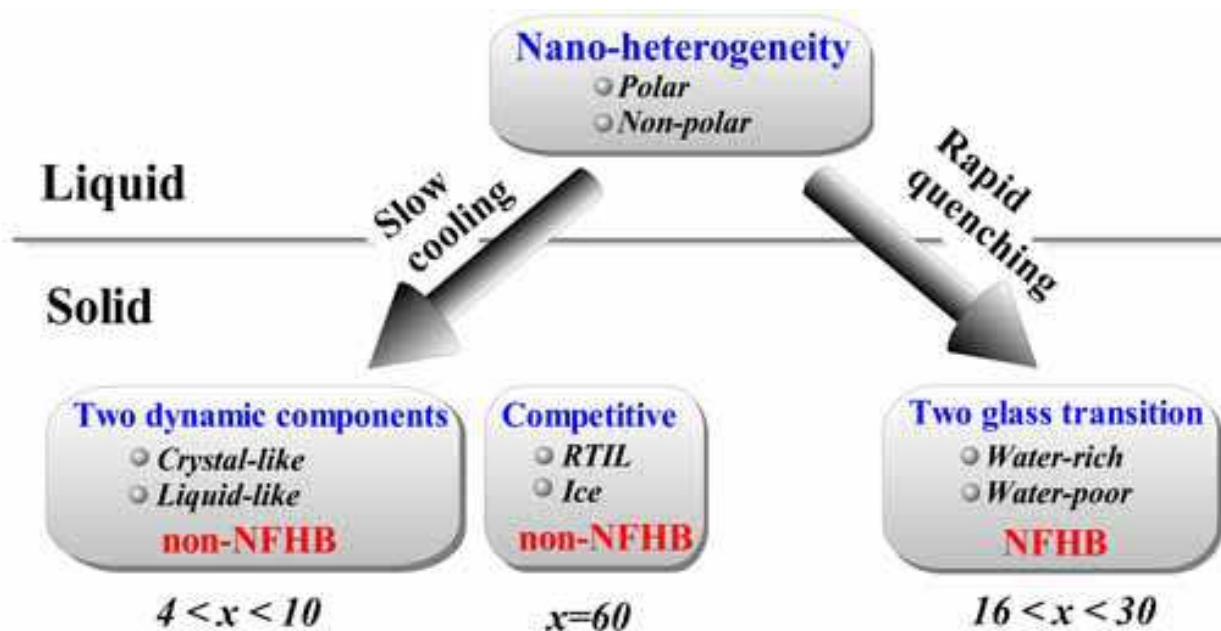 Nano-heterogeneity
Polar
Non-polar
Liquid
Slow
cooling
Rapid
quenching
Solid
Two dynamic components
Crystal-like
Liquid-like
non-NFHB
4 < x < 10
Competitive
RTIL
Ice
non-NFHB
x=60
Two glass transition
Water-rich
Water-poor
NFHB
16 < x < 30